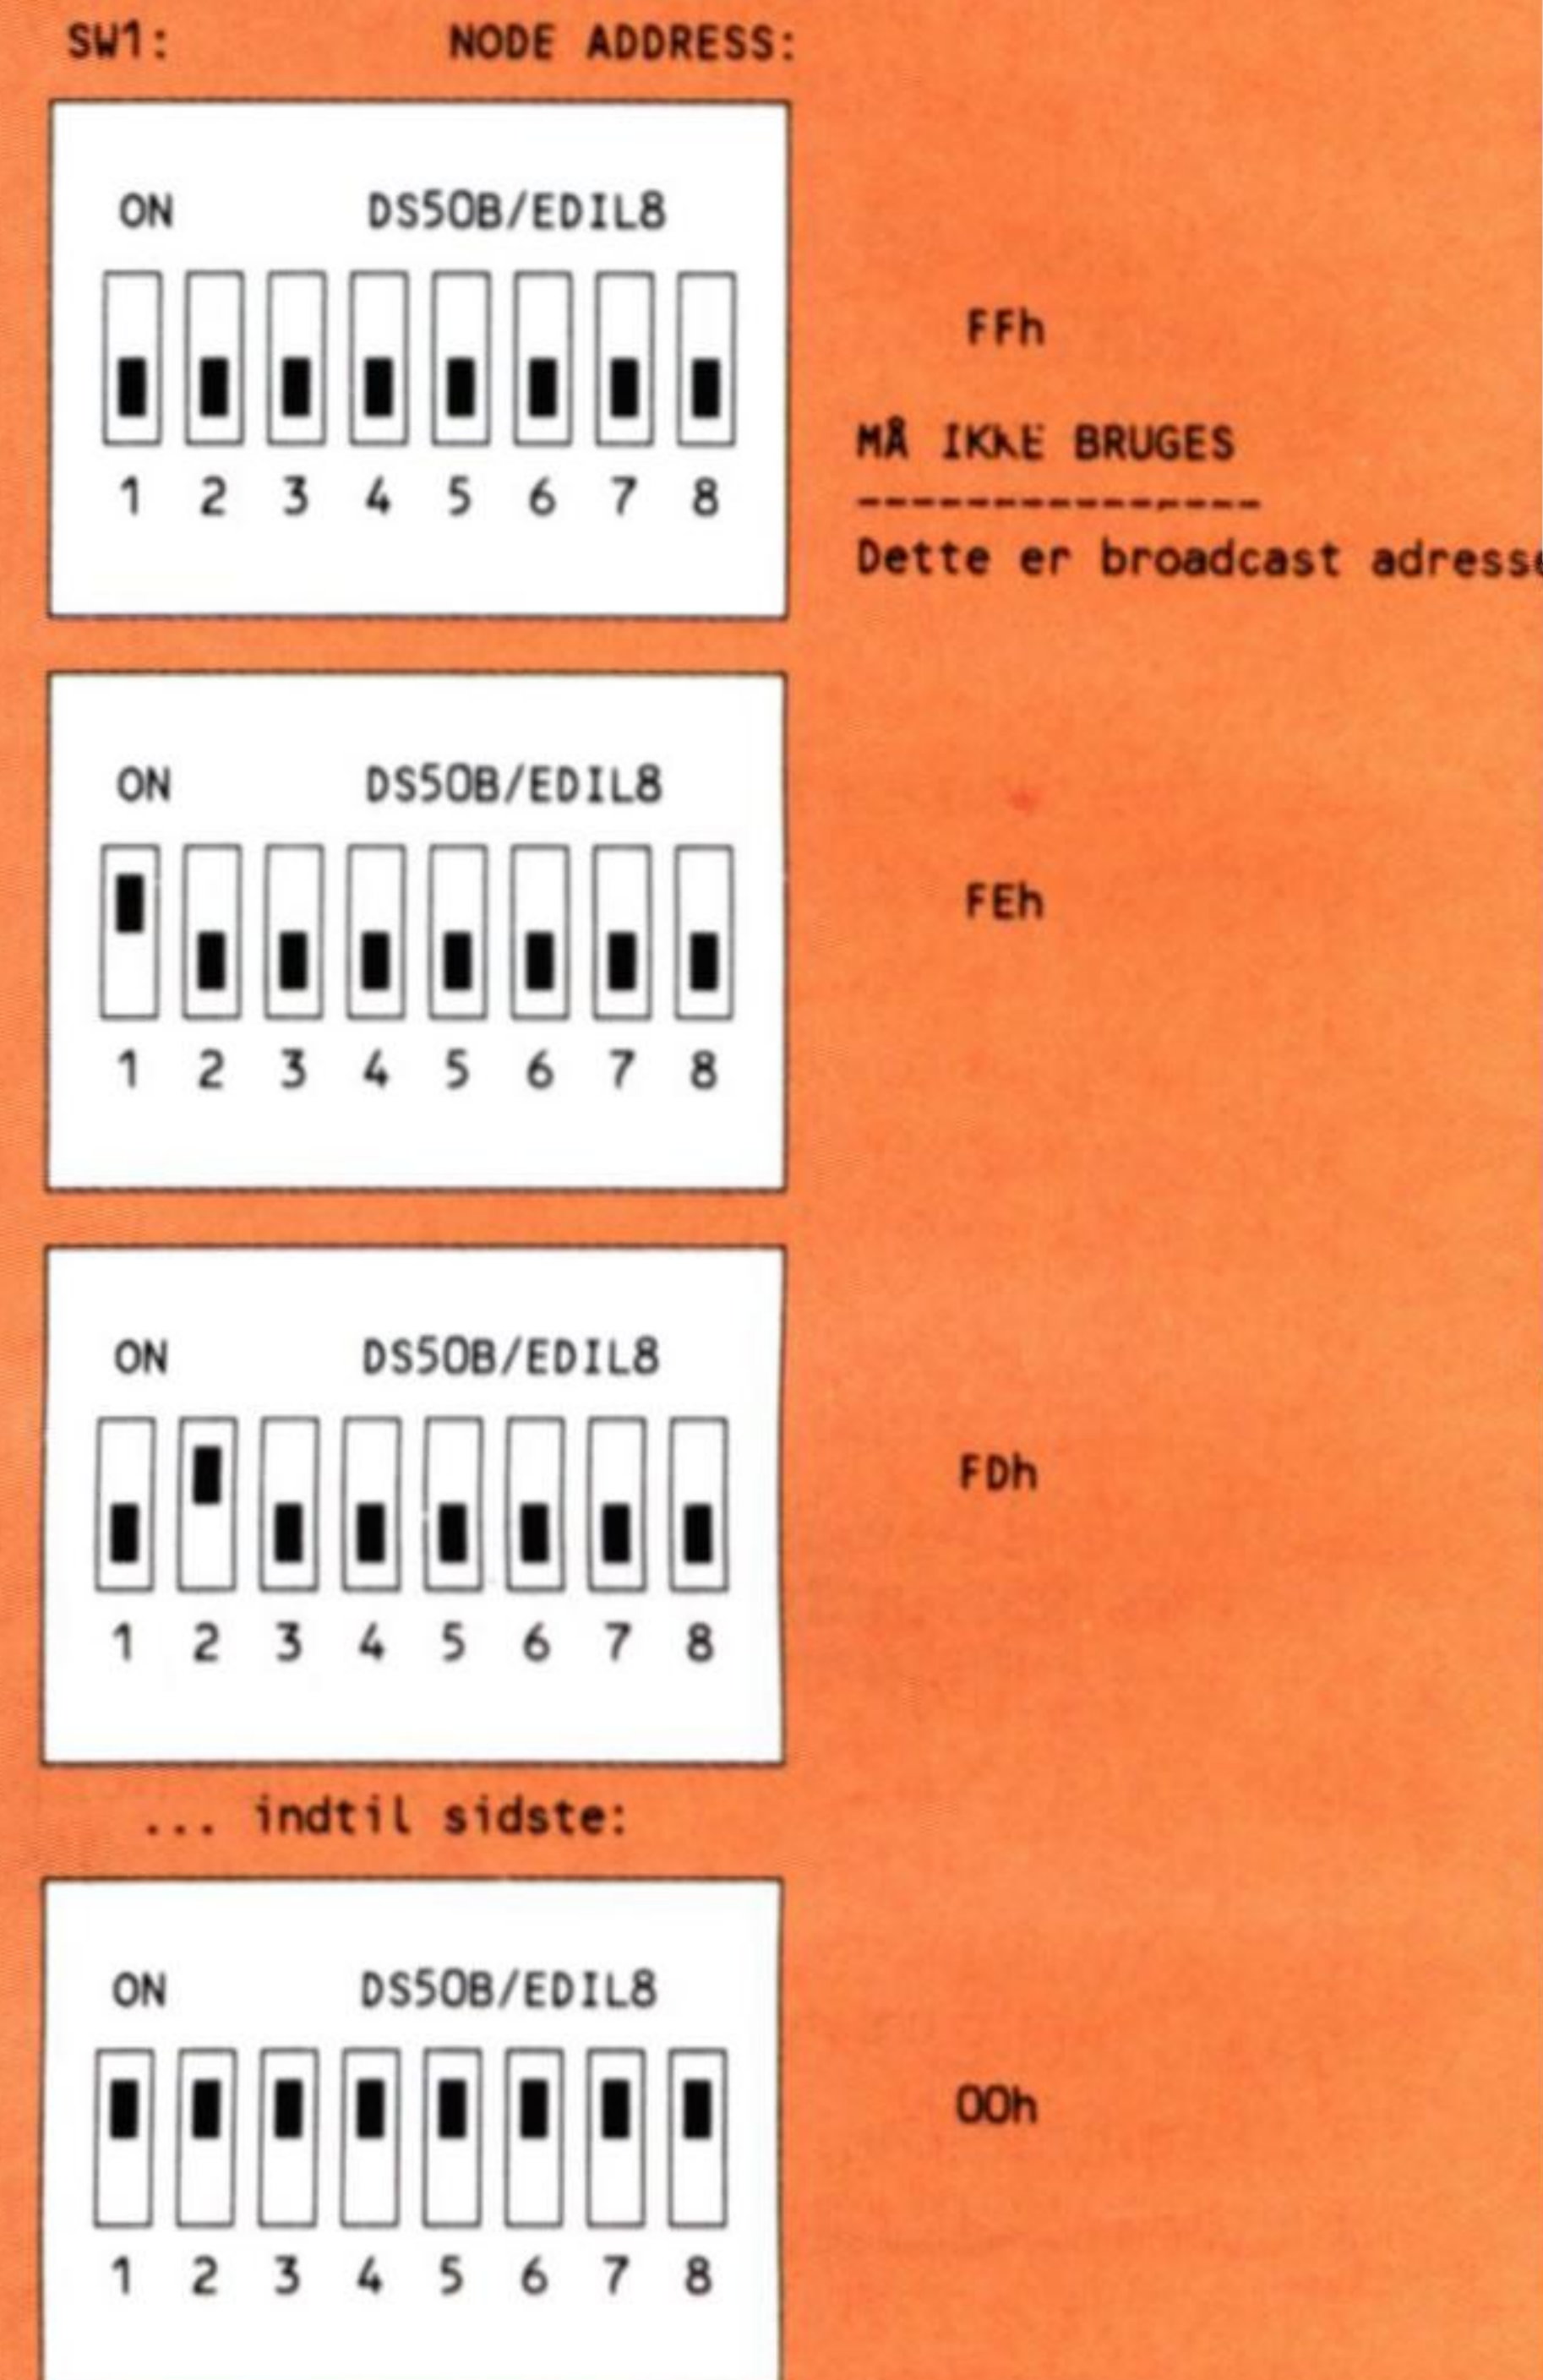 SW1: NODE ADDRESS:
ON DS50B/EDIL8
FFh
1 2 3 4 5 6 7 8
MÅ IKKE BRUGES
---------------
Dette er broadcast adresse
ON DS50B/EDIL8
FEh
1 2 3 4 5 6 7 8
ON DS50B/EDIL8
FDh
1 2 3 4 5 6 7 8
... indtil sidste:
ON DS50B/EDIL8
00h
1 2 3 4 5 6 7 8